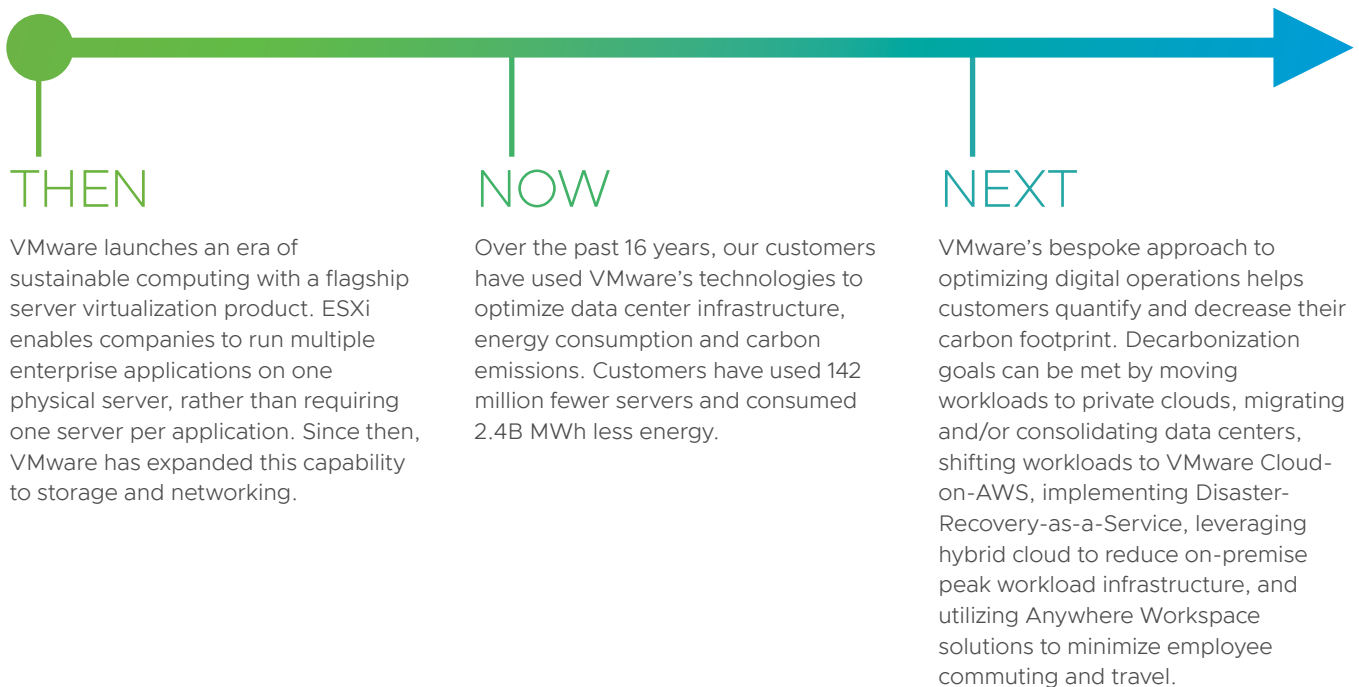 THEN
VMware launches an era of
sustainable computing with a flagship
server virtualization product. ESXi
enables companies to run multiple
enterprise applications on one
physical server, rather than requiring
one server per application. Since then,
VMware has expanded this capability
to storage and networking.
NOW
Over the past 16 years, our customers
have used VMware’s technologies to
optimize data center infrastructure,
energy consumption and carbon
emissions. Customers have used 142
million fewer servers and consumed
2.4B MWh less energy.
NEXT
VMware’s bespoke approach to
optimizing digital operations helps
customers quantify and decrease their
carbon footprint. Decarbonization
goals can be met by moving
workloads to private clouds, migrating
and/or consolidating data centers,
shifting workloads to VMware Cloud-
on-AWS, implementing Disaster-
Recovery-as-a-Service, leveraging
hybrid cloud to reduce on-premise
peak workload infrastructure, and
utilizing Anywhere Workspace
solutions to minimize employee
commuting and travel.